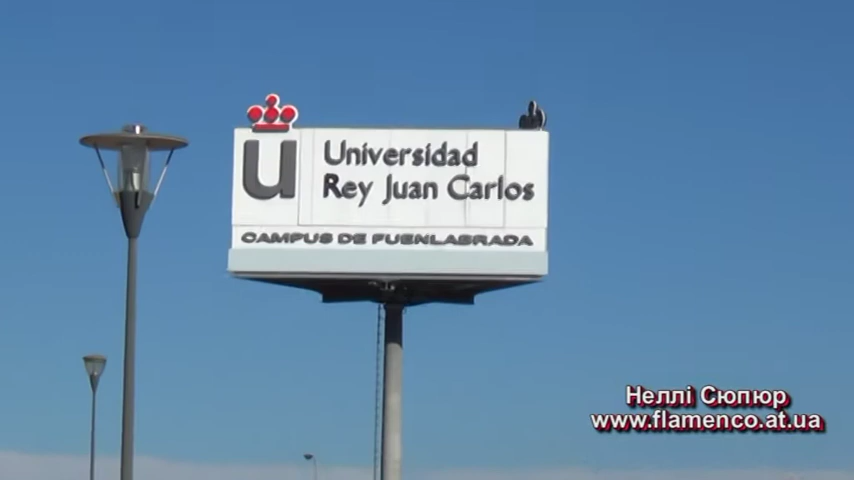 u
Universidad
Rey Juan Carlos
CAMPUS DE FUENLABRADA
Неллі Сюпюр
www.flamenco.at.ua